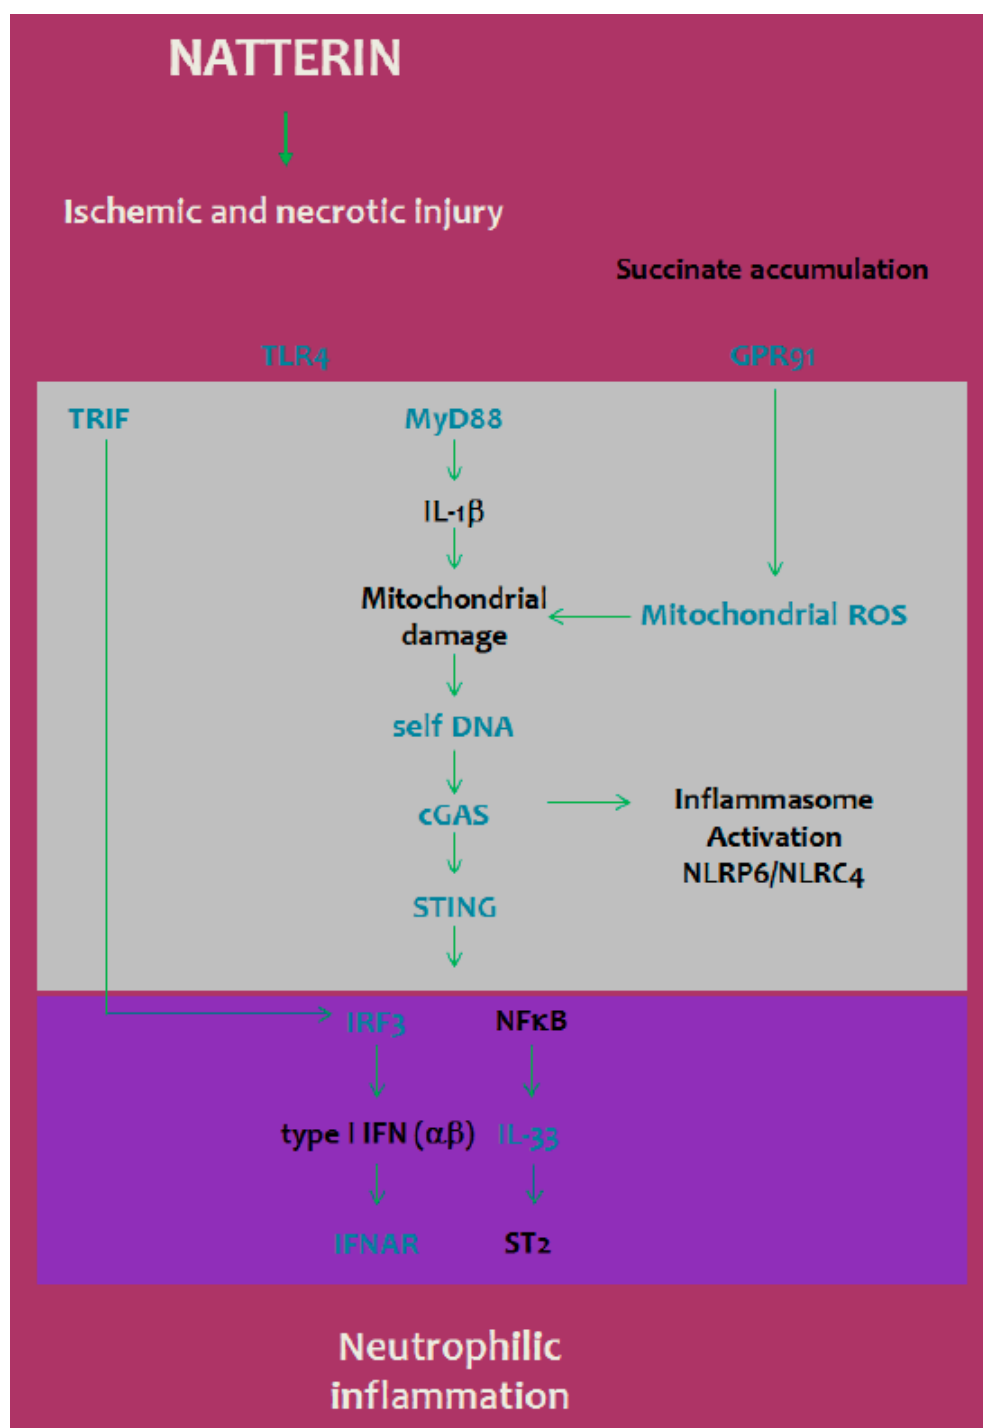 NATTERIN
Ischemic and necrotic injury
Succinate accumulation
TLR4
GPR91
TRIF
MyD88
IL-1β
Mitochondrial
damage
Mitochondrial ROS
self DNA
cGAS
Inflammasome
Activation
NLRP6/NLRC4
STING
IRF3
NFκB
type I IFN (αβ)
IL-33
IFNAR
ST2
Neutrophilic
inflammation